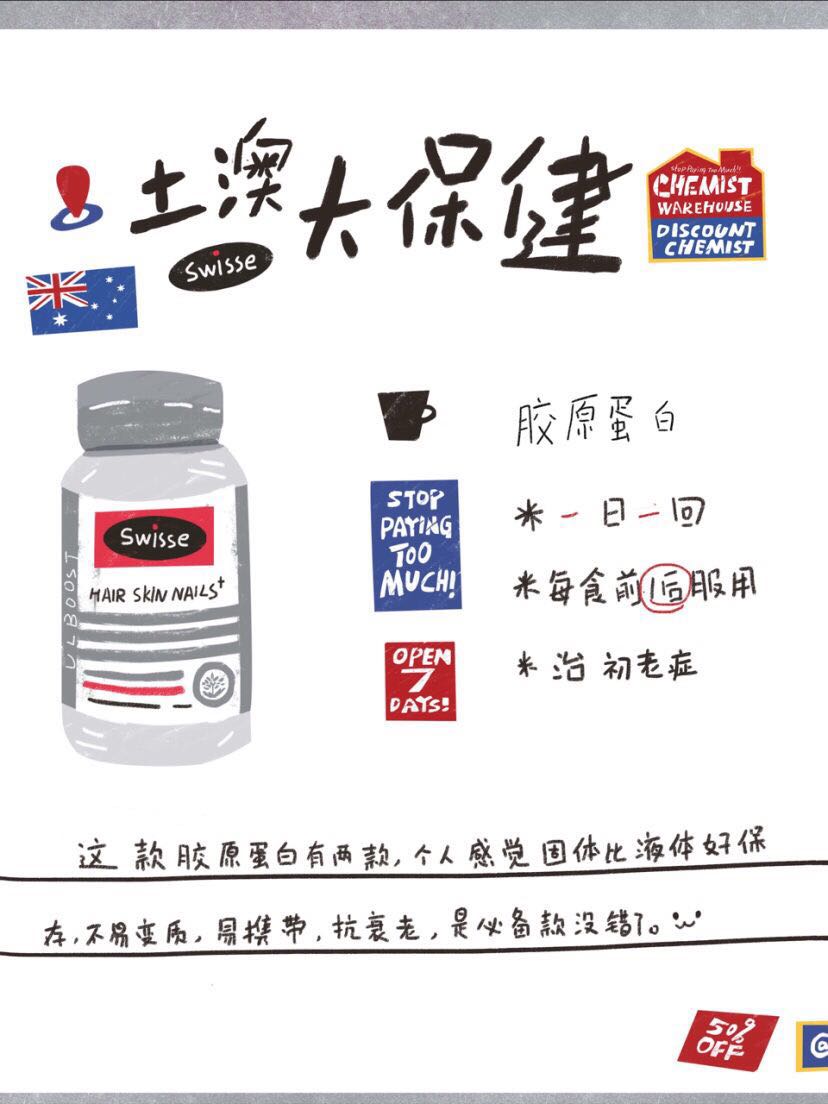 土澳大保健
Swisse
Stop Paying Too Much!!
CHEMIST
WAREHOUSE
DISCOUNT
CHEMIST
Swisse
HAIR SKIN NAILS+
ULBOOST
胶原蛋白
STOP
PAYING
TOO
MUCH!
* 一日一回
* 每食前/后服用
OPEN
7
DAYS!
* 治 初老症
这款胶原蛋白有两款,个人感觉固体比液体好保
存,不易变质,易携带,抗衰老,是必备款没错了。
50%
OFF
@